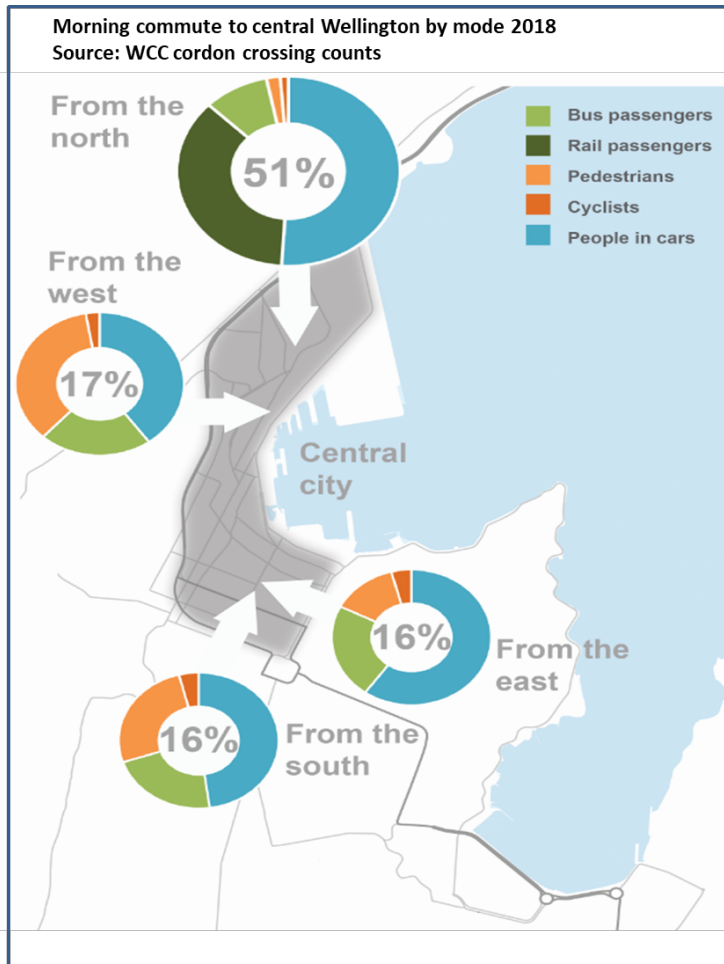 Morning commute to central Wellington by mode 2018
Source: WCC cordon crossing counts
From the
north
51%
Bus passengers
Rail passengers
Pedestrians
Cyclists
People in cars
From the
west
17%
Central
city
16%
From the
east
16%
From the
south